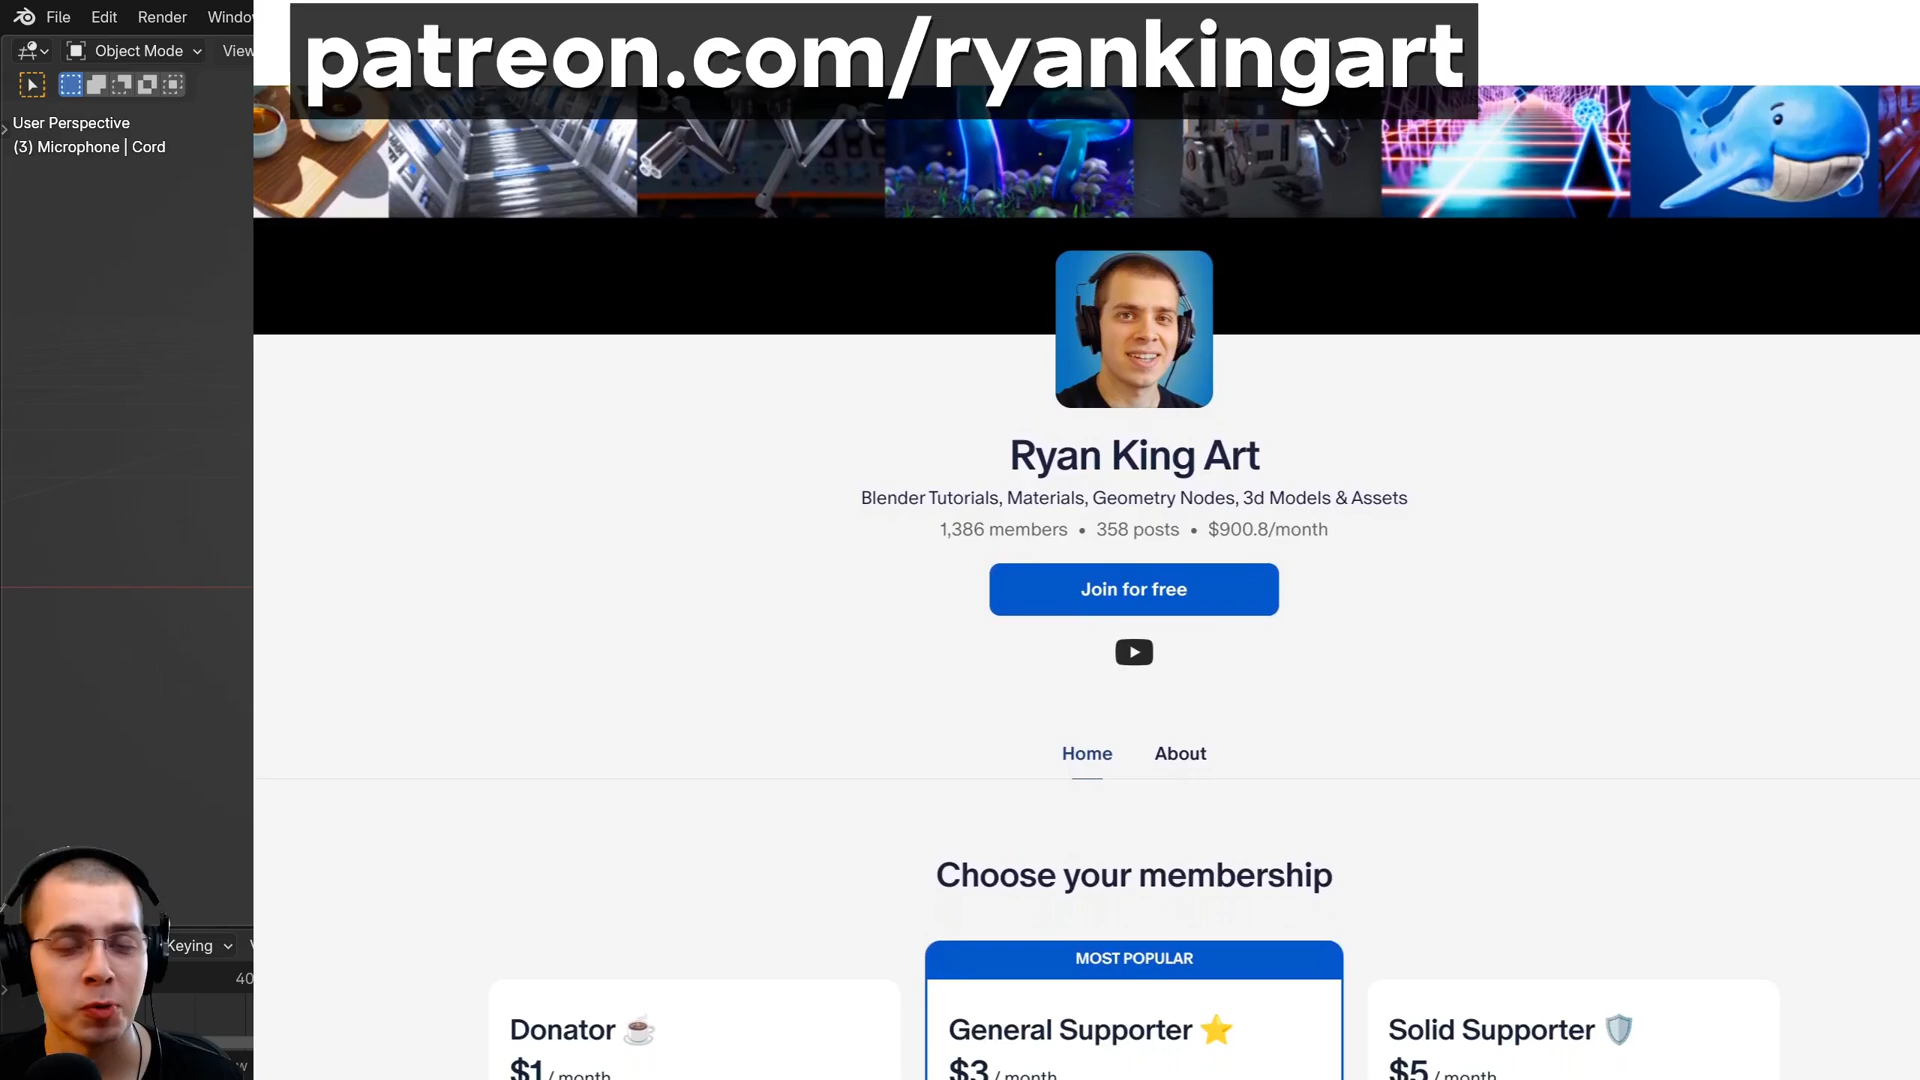 patreon.com/ryankingart
File Edit Render
Object Mode View
User Perspective
(3) Microphone | Cord
Ryan King Art
Blender Tutorials, Materials, Geometry Nodes, 3d Models & Assets
1,386 members • 358 posts • $900.8/month
Join for free
Home About
Choose your membership
Keying
40
MOST POPULAR
Donator
General Supporter
Solid Supporter
$1 / month
$3 / month
$5 / month